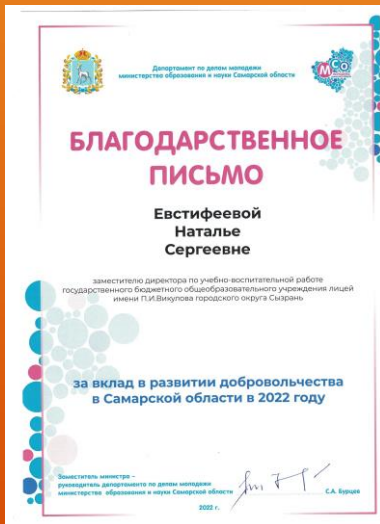 Департамент по делам молодежи
министерства образования и науки Самарской области
МСО
БЛАГОДАРСТВЕННОЕ
ПИСЬМО
Евстифеевой
Наталье
Сергеевне
заместителю директора по учебно-воспитательной работе
государственного бюджетного общеобразовательного учреждения лицей
имени П.И.Викулова городского округа Сызрань
за вклад в развитии добровольчества
в Самарской области в 2022 году
Заместитель министра –
руководитель департамента по делам молодежи
министерства образования и науки Самарской области
С.А. Бурцев
2022 г.